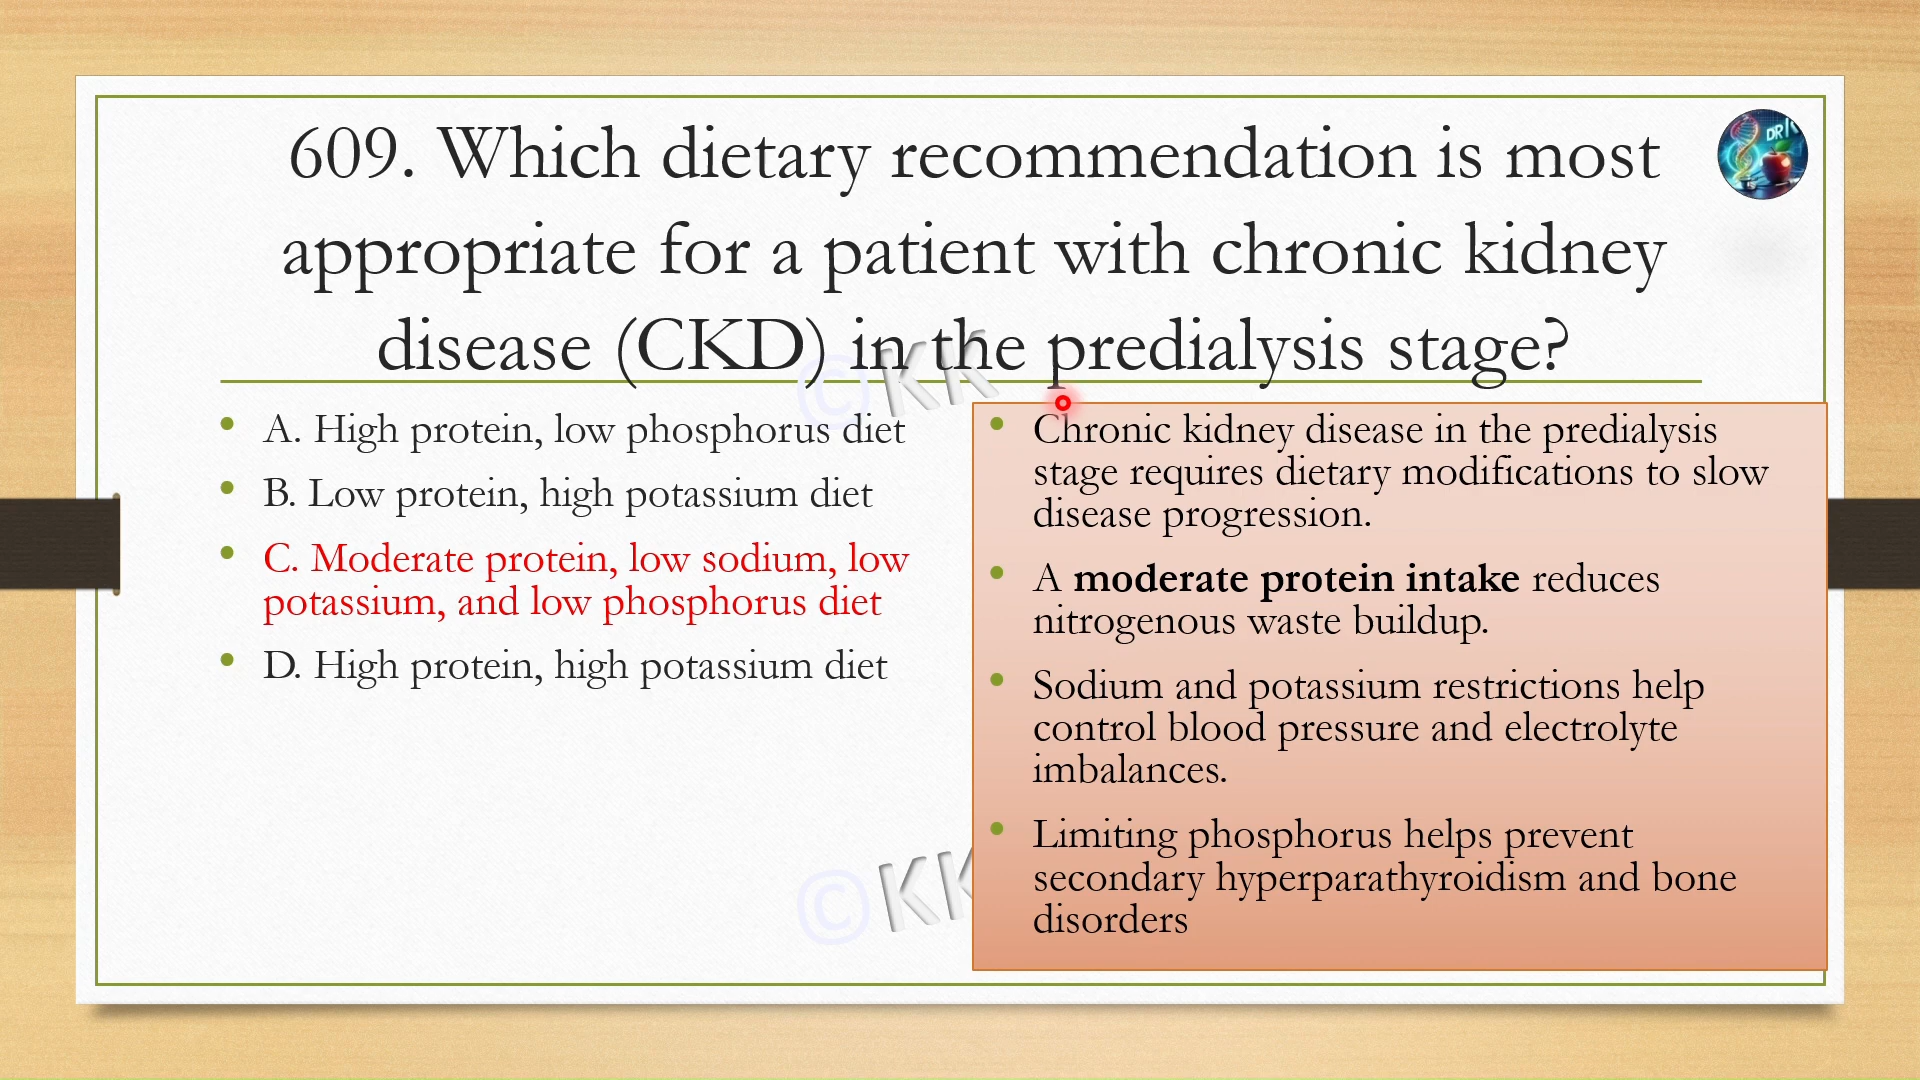 609. Which dietary recommendation is most
appropriate for a patient with chronic kidney
disease (CKD) in the predialysis stage?
A. High protein, low phosphorus diet
B. Low protein, high potassium diet
C. Moderate protein, low sodium, low
potassium, and low phosphorus diet
D. High protein, high potassium diet
Chronic kidney disease in the predialysis
stage requires dietary modifications to slow
disease progression.
A moderate protein intake reduces
nitrogenous waste buildup.
Sodium and potassium restrictions help
control blood pressure and electrolyte
imbalances.
Limiting phosphorus helps prevent
secondary hyperparathyroidism and bone
disorders
©KK
©KK
DR